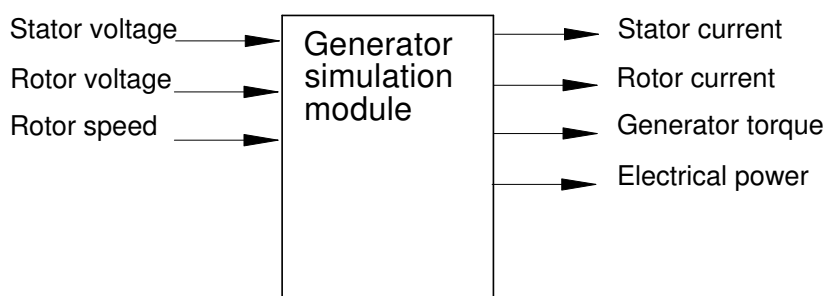 Stator voltage
Rotor voltage
Rotor speed
Generator
simulation
module
Stator current
Rotor current
Generator torque
Electrical power